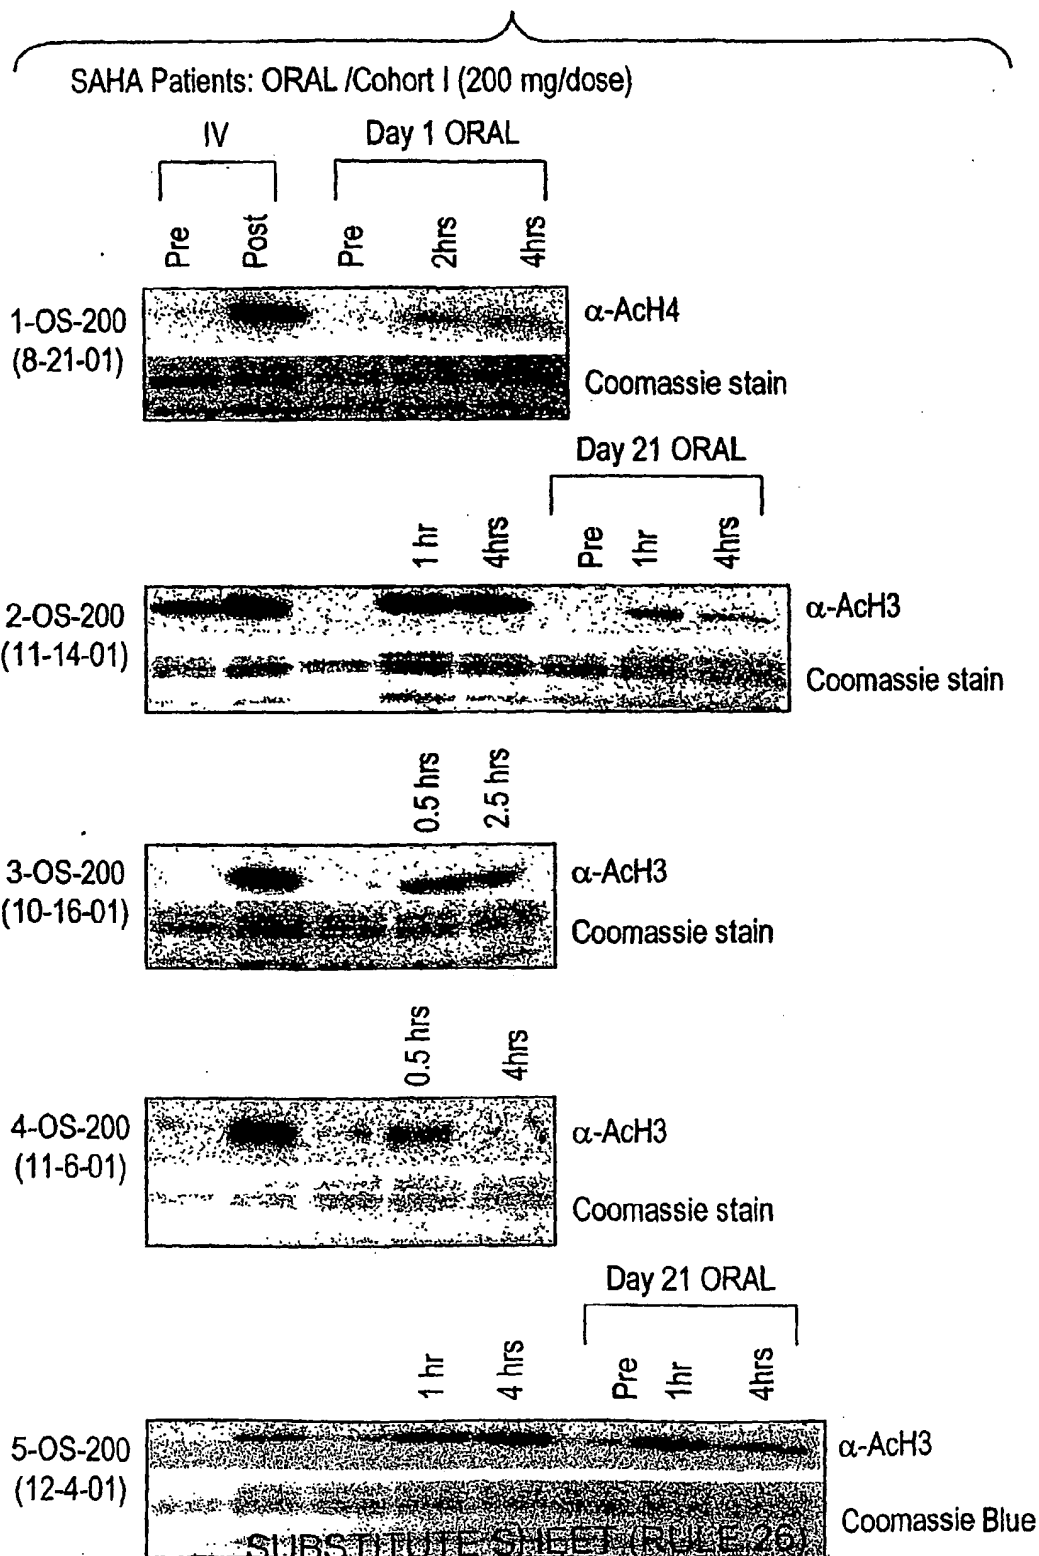 SAHA Patients: ORAL /Cohort I (200 mg/dose)
IV
Day 1 ORAL
Pre
Post
Pre
2hrs
4hrs
1-OS-200
(8-21-01)
α-AcH4
Coomassie stain
Day 21 ORAL
1 hr
4hrs
Pre
1hr
4hrs
2-OS-200
(11-14-01)
α-AcH3
Coomassie stain
0.5 hrs
2.5 hrs
3-OS-200
(10-16-01)
α-AcH3
Coomassie stain
0.5 hrs
4hrs
4-OS-200
(11-6-01)
α-AcH3
Coomassie stain
Day 21 ORAL
1 hr
4 hrs
Pre
1hr
4hrs
5-OS-200
(12-4-01)
α-AcH3
Coomassie Blue
SUBSTITUTE SHEET (RULE 26)